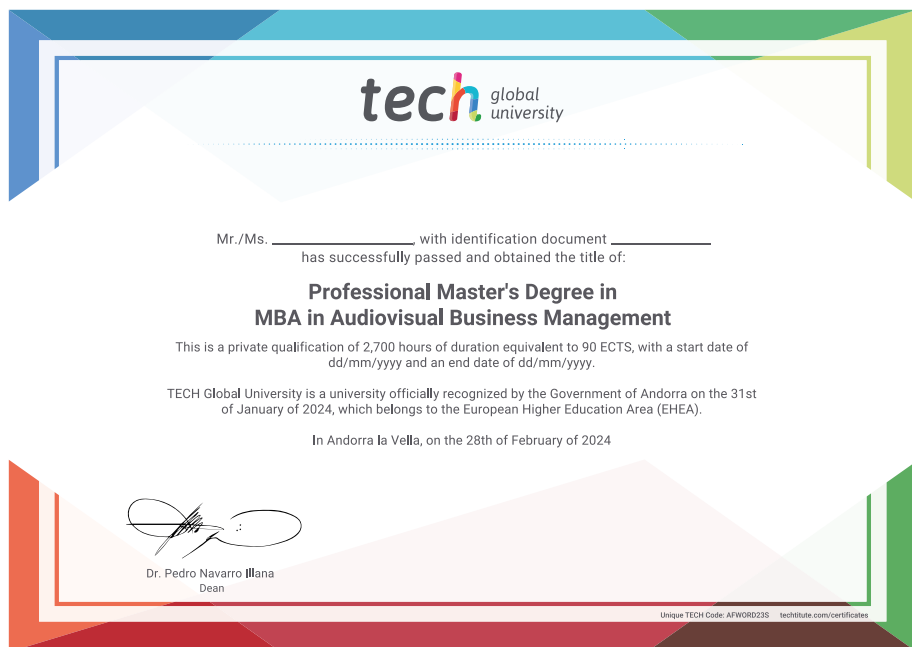 tech global university
Mr./Ms. ____________, with identification document ____________
has successfully passed and obtained the title of:
Professional Master's Degree in
MBA in Audiovisual Business Management
This is a private qualification of 2,700 hours of duration equivalent to 90 ECTS, with a start date of
dd/mm/yyyy and an end date of dd/mm/yyyy.
TECH Global University is a university officially recognized by the Government of Andorra on the 31st
of January of 2024, which belongs to the European Higher Education Area (EHEA).
In Andorra la Vella, on the 28th of February of 2024
Dr. Pedro Navarro Illana
Dean
Unique TECH Code: AFWORD23S techtitute.com/certificates